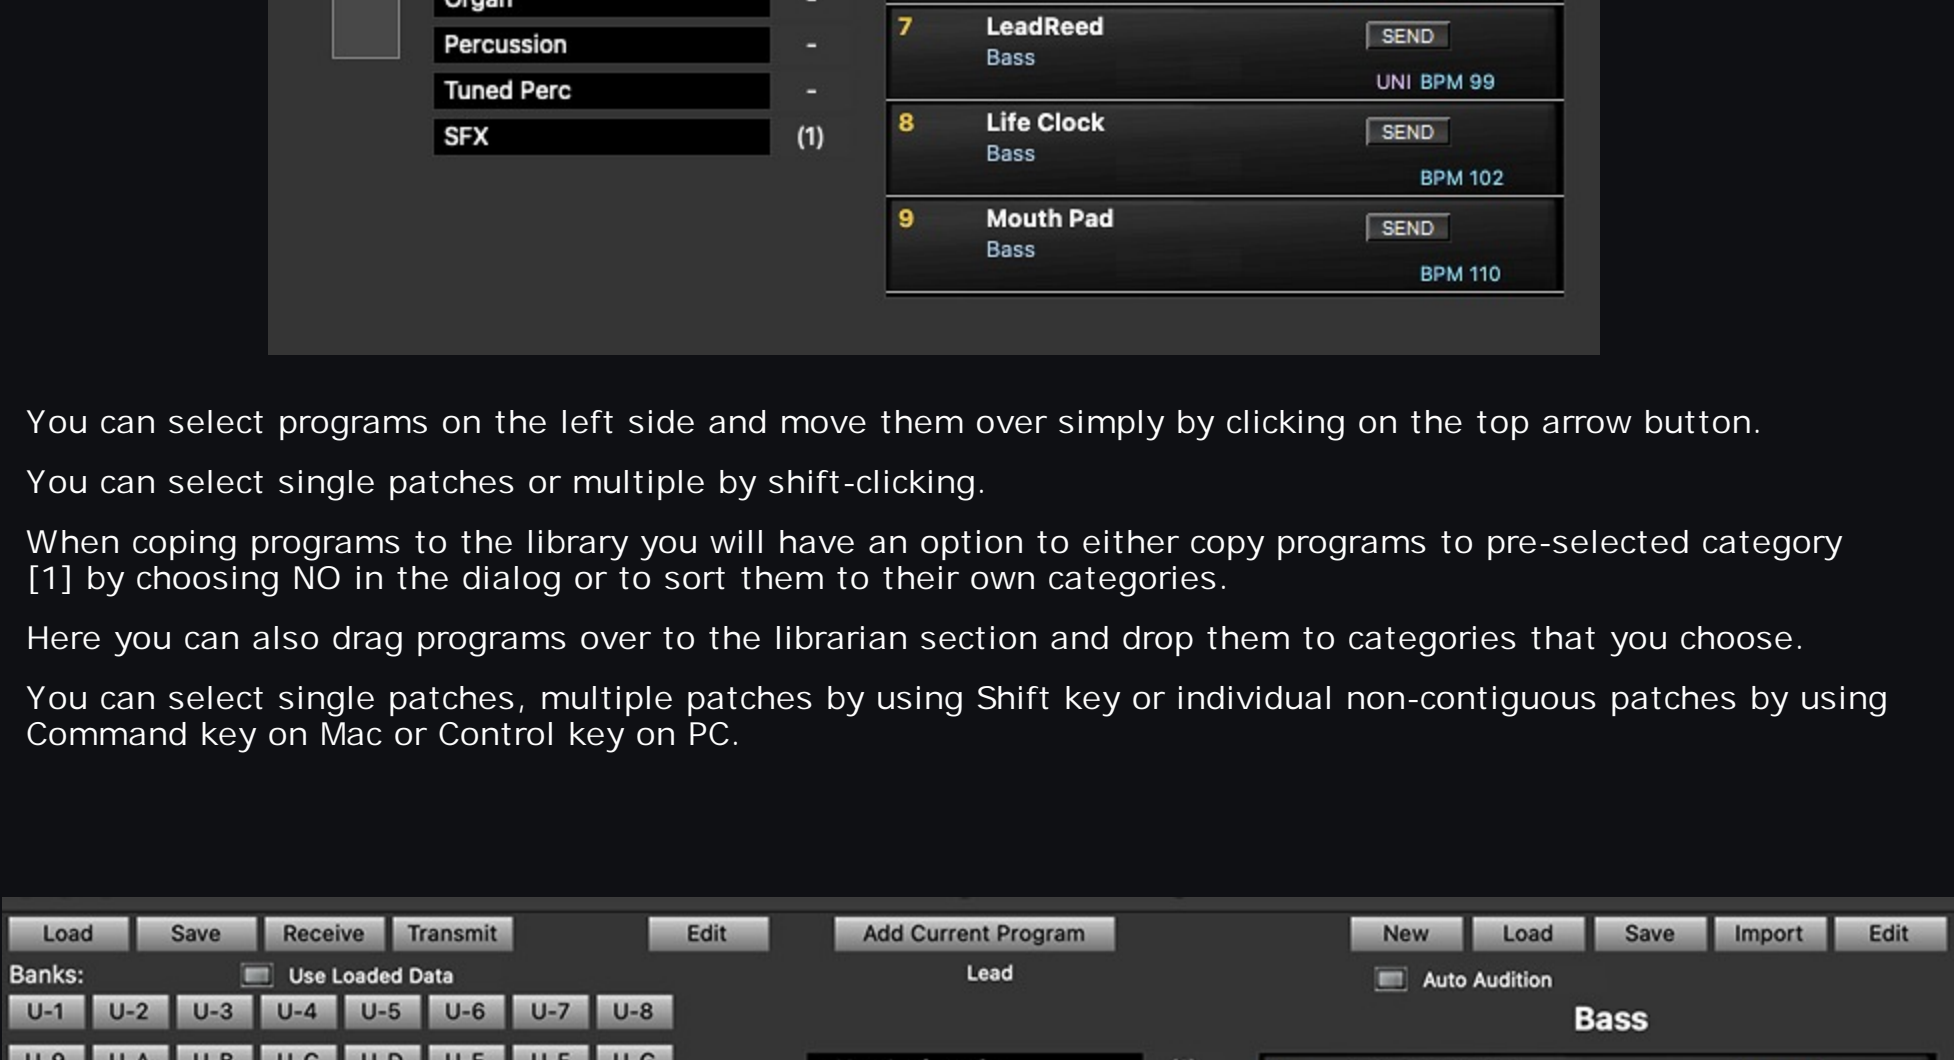 Organ -
Percussion -
Tuned Perc -
SFX (1)
7 LeadReed SEND
Bass
UNI BPM 99
8 Life Clock SEND
Bass
BPM 102
9 Mouth Pad SEND
Bass
BPM 110
You can select programs on the left side and move them over simply by clicking on the top arrow button.
You can select single patches or multiple by shift-clicking.
When coping programs to the library you will have an option to either copy programs to pre-selected category
[1] by choosing NO in the dialog or to sort them to their own categories.
Here you can also drag programs over to the librarian section and drop them to categories that you choose.
You can select single patches, multiple patches by using Shift key or individual non-contiguous patches by using
Command key on Mac or Control key on PC.
Load Save Receive Transmit Edit Add Current Program New Load Save Import Edit
Banks: Use Loaded Data Lead Auto Audition
U-1 U-2 U-3 U-4 U-5 U-6 U-7 U-8 Bass